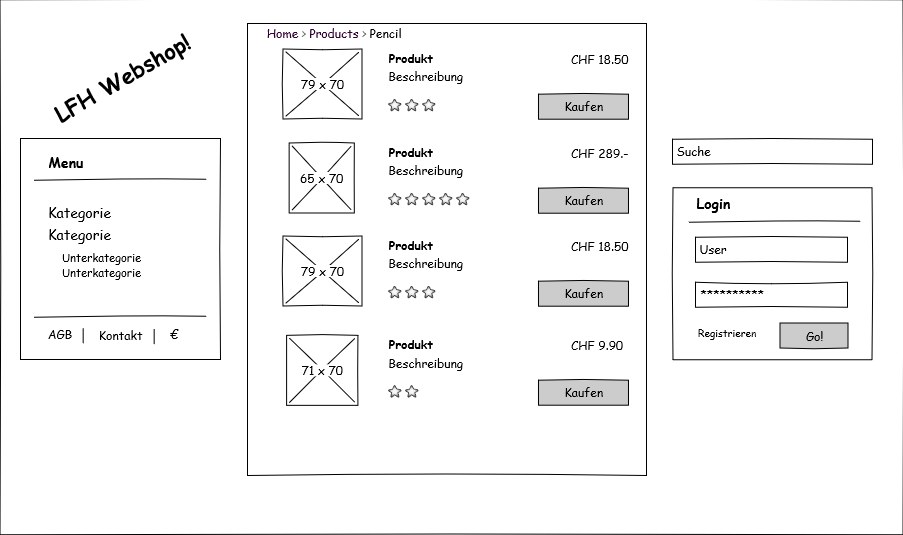 LFH Webshop!
Menu
Kategorie
Kategorie
Unterkategorie
Unterkategorie
AGB | Kontakt | €
Home > Products > Pencil
79 x 70
Produkt
CHF 18.50
Beschreibung
Kaufen
65 x 70
Produkt
CHF 289.-
Beschreibung
Kaufen
79 x 70
Produkt
CHF 18.50
Beschreibung
Kaufen
71 x 70
Produkt
CHF 9.90
Beschreibung
Kaufen
Suche
Login
User
**********
Registrieren
Go!